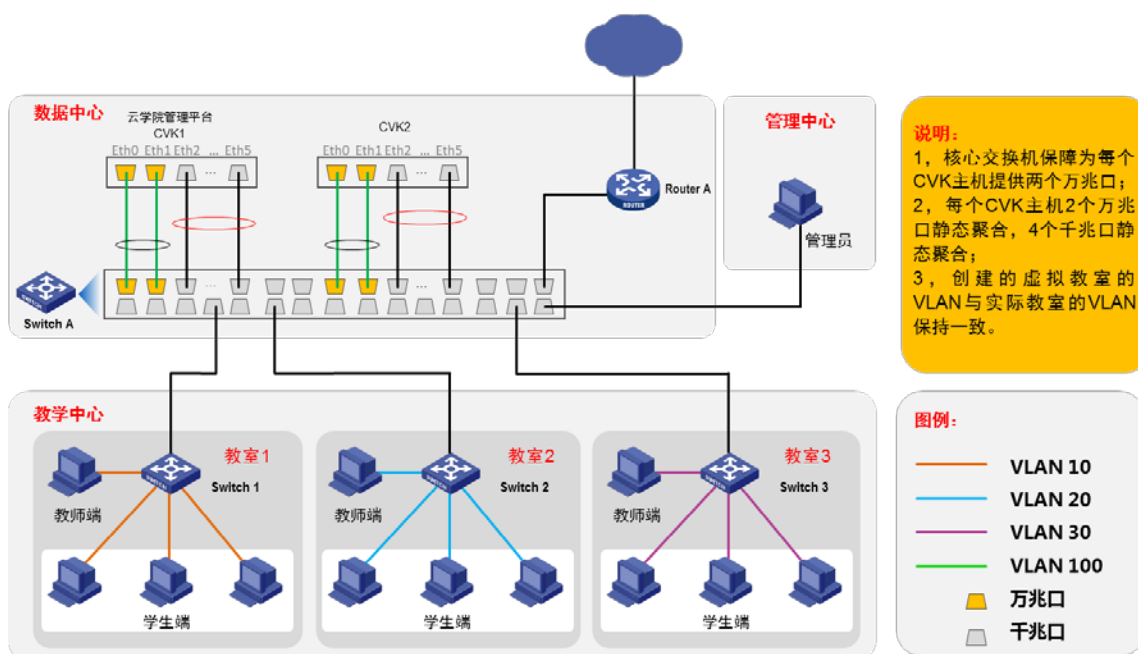 数据中心
云学院管理平台
CVK1
CVK2
Eth0 Eth1 Eth2 ... Eth5
Eth0 Eth1 Eth2 ... Eth5
...
...
...
...
Switch A
SWITCH
Router A
ROUTER
管理中心
管理员
说明：
1，核心交换机保障为每个
CVK主机提供两个万兆口；
2，每个CVK主机2个万兆
口静态聚合，4个千兆口静
态聚合；
3，创建的虚拟教室的
VLAN与实际教室的VLAN
保持一致。
教学中心
教室1
SWITCH
Switch 1
教师端
学生端
教室2
SWITCH
Switch 2
教师端
学生端
教室3
SWITCH
Switch 3
教师端
学生端
图例：
VLAN 10
VLAN 20
VLAN 30
VLAN 100
万兆口
千兆口